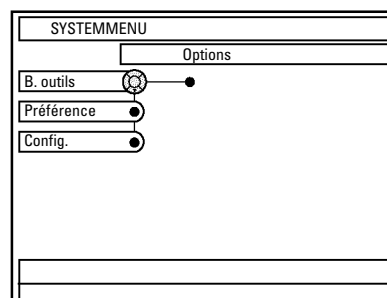 SYSTEMMENU
Options
B. outils
Préférence
Config.